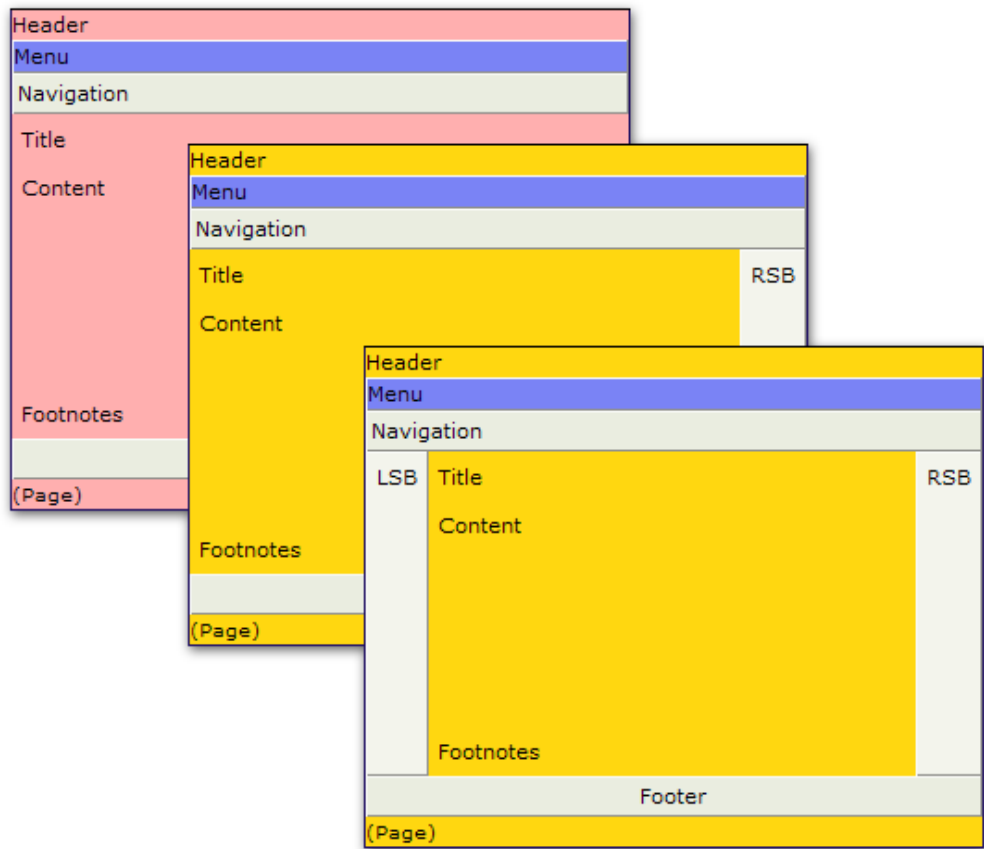 Header
Menu
Navigation
Title
Content
Footnotes
(Page)
Header
Menu
Navigation
Title
RSB
Content
Footnotes
(Page)
Header
Menu
Navigation
LSB
Title
RSB
Content
Footnotes
Footer
(Page)